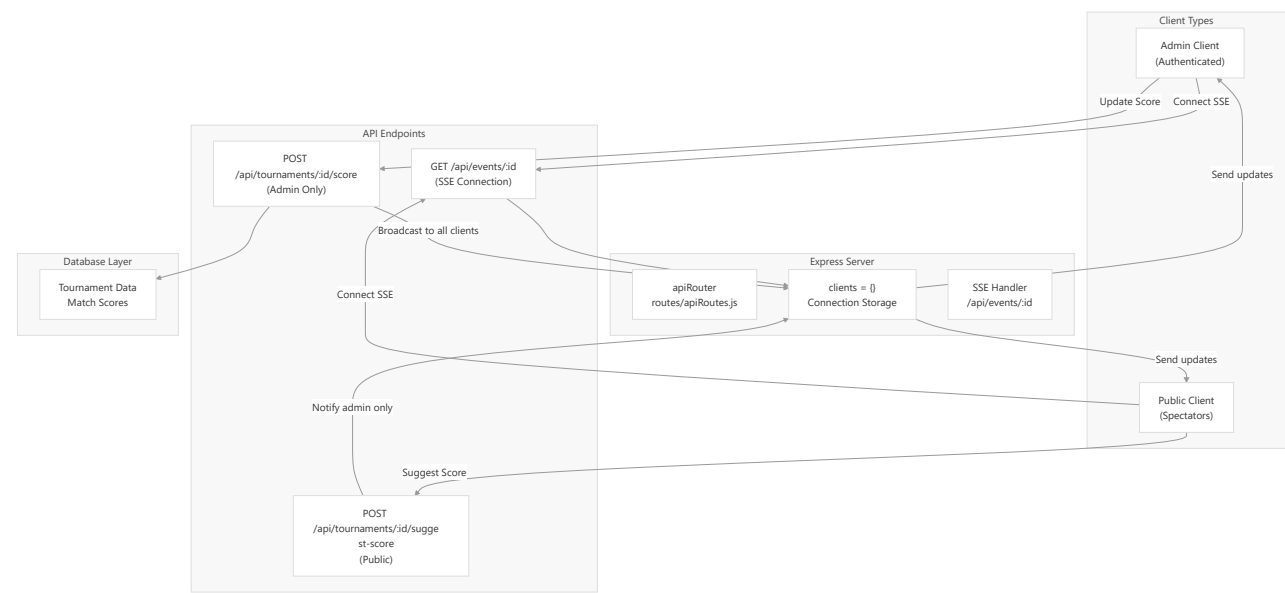 Client Types
Admin Client
(Authenticated)
Update Score
Connect SSE
API Endpoints
POST
/api/tournaments/:id/score
(Admin Only)
GET /api/events/:id
(SSE Connection)
Send updates
Broadcast to all clients
Database Layer
Tournament Data
Match Scores
Connect SSE
Express Server
apiRouter
routes/apiRoutes.js
clients = {}
Connection Storage
SSE Handler
/api/events/:id
Send updates
Public Client
(Spectators)
Notify admin only
Suggest Score
POST
/api/tournaments/:id/sugge
st-score
(Public)